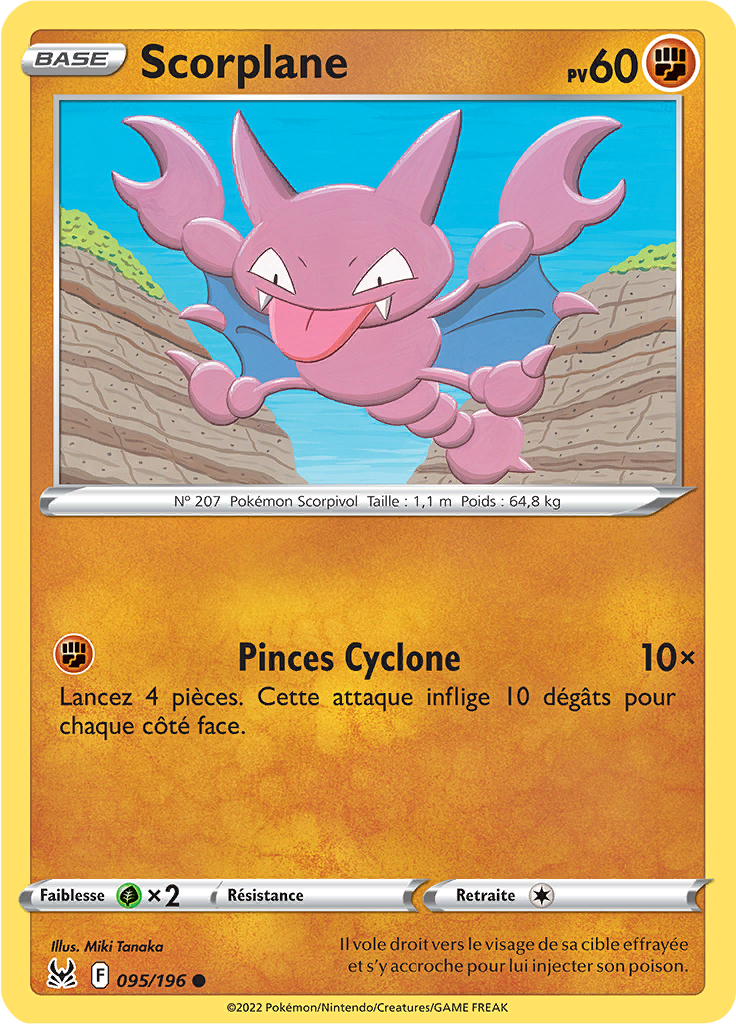 BASE
Scorplane
PV60
Nº 207 Pokémon Scorpivol Taille : 1,1 m Poids : 64,8 kg
Pinces Cyclone 10×
Lancez 4 pièces. Cette attaque inflige 10 dégâts pour
chaque côté face.
Faiblesse ×2 Résistance Retraite
Illus. Miki Tanaka
Il vole droit vers le visage de sa cible effrayée
et s'y accroche pour lui injecter son poison.
F 095/196
©2022 Pokémon/Nintendo/Creatures/GAME FREAK